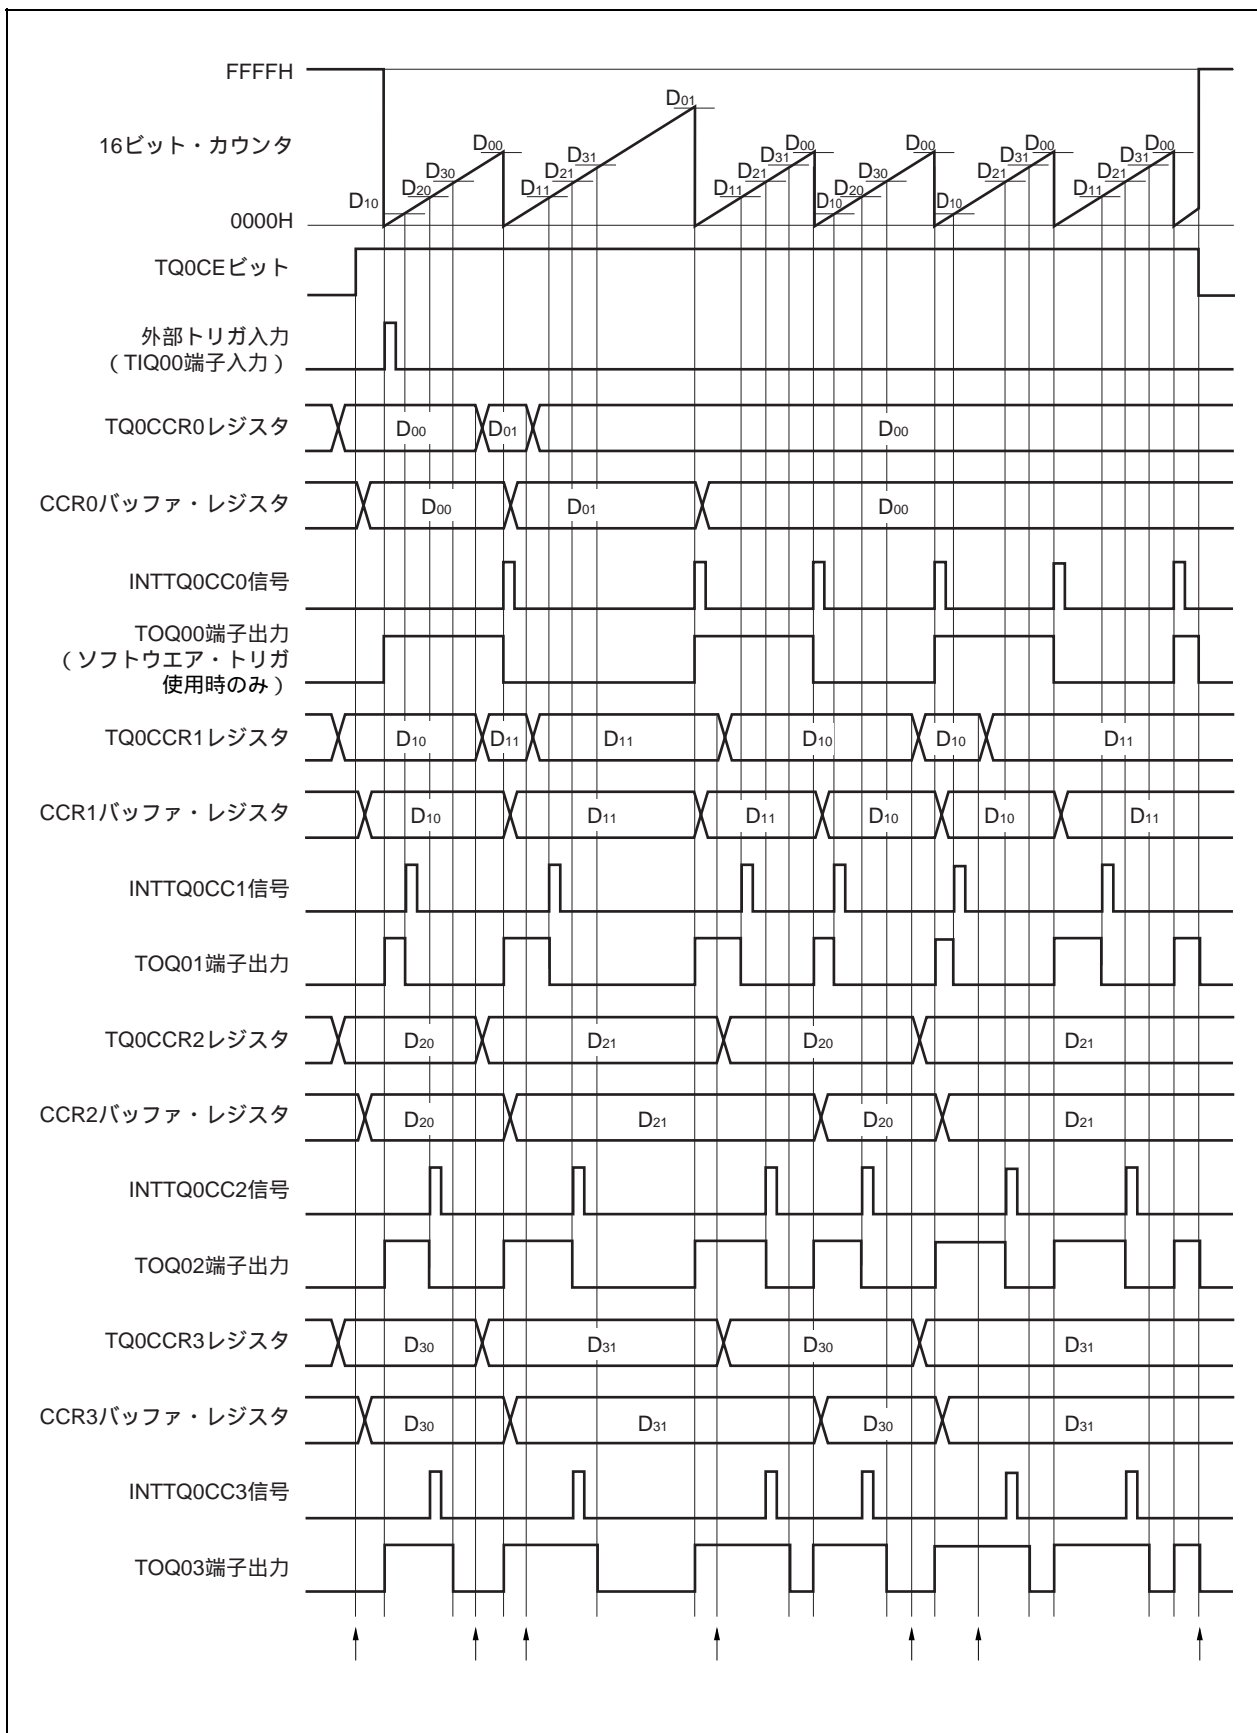 FFFFH
16ビット・カウンタ
0000H
D10
D20
D30
D00
D11
D21
D31
D01
D11
D21
D31
D00
D10
D20
D30
D00
D10
D21
D31
D00
D11
D21
D31
D00
TQ0CEビット
外部トリガ入力
（TIQ00端子入力）
TQ0CCR0レジスタ
D00
D01
D00
CCR0バッファ・レジスタ
D00
D01
D00
INTTQ0CC0信号
TOQ00端子出力
（ソフトウエア・トリガ
使用時のみ）
TQ0CCR1レジスタ
D10
D11
D11
D10
D10
D11
CCR1バッファ・レジスタ
D10
D11
D11
D10
D10
D11
INTTQ0CC1信号
TOQ01端子出力
TQ0CCR2レジスタ
D20
D21
D20
D21
CCR2バッファ・レジスタ
D20
D21
D20
D21
INTTQ0CC2信号
TOQ02端子出力
TQ0CCR3レジスタ
D30
D31
D30
D31
CCR3バッファ・レジスタ
D30
D31
D30
D31
INTTQ0CC3信号
TOQ03端子出力